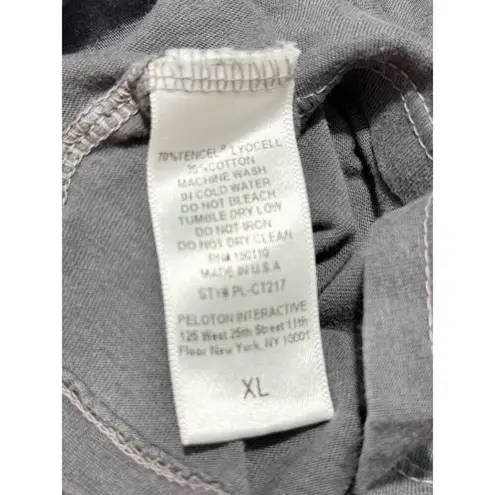 70%TENCEL® LYOCELL
30%COTTON
MACHINE WASH
IN COLD WATER
DO NOT BLEACH
TUMBLE DRY LOW
DO NOT IRON
DO NOT DRY CLEAN
RN# 150110
MADE IN U.S.A
STY# PL-CT217
PELOTON INTERACTIVE
125 West 25th Street 11th
Floor New York, NY 10001
XL